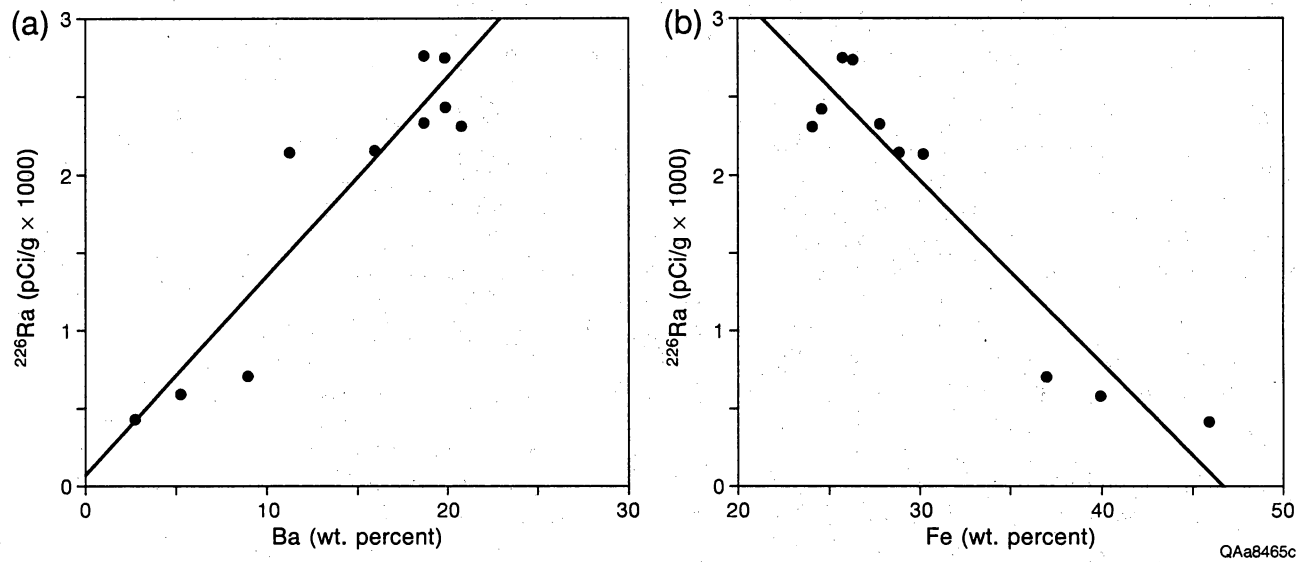 (a)
3
2
1
0
²²⁶Ra (pCi/g × 1000)
0 10 20 30
Ba (wt. percent)
(b)
3
2
1
0
²²⁶Ra (pCi/g × 1000)
20 30 40 50
Fe (wt. percent)
QAa8465c